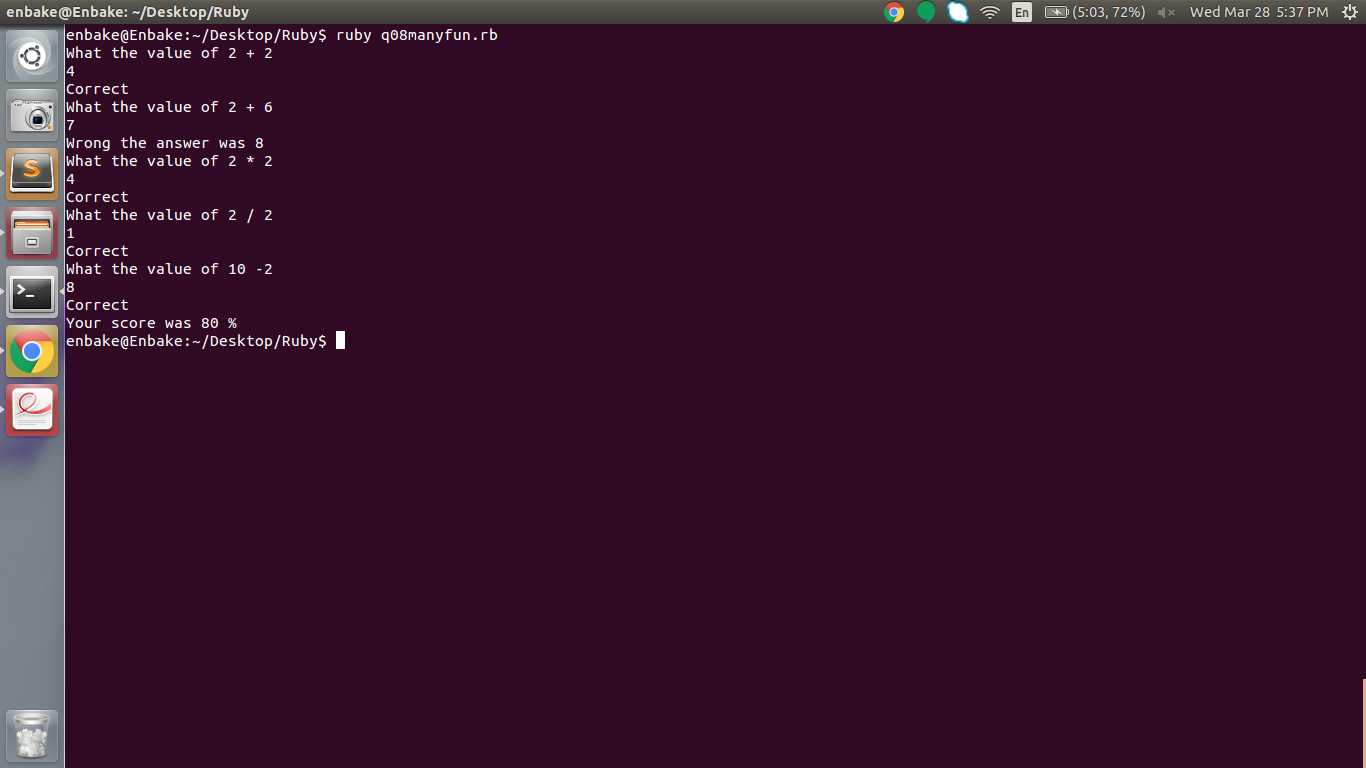 enbake@Enbake: ~/Desktop/Ruby En (5:03, 72%) Wed Mar 28 5:37 PM
enbake@Enbake:~/Desktop/Ruby$ ruby q08manyfun.rb
What the value of 2 + 2
4
Correct
What the value of 2 + 6
7
Wrong the answer was 8
What the value of 2 * 2
4
Correct
What the value of 2 / 2
1
Correct
What the value of 10 -2
8
Correct
Your score was 80 %
enbake@Enbake:~/Desktop/Ruby$